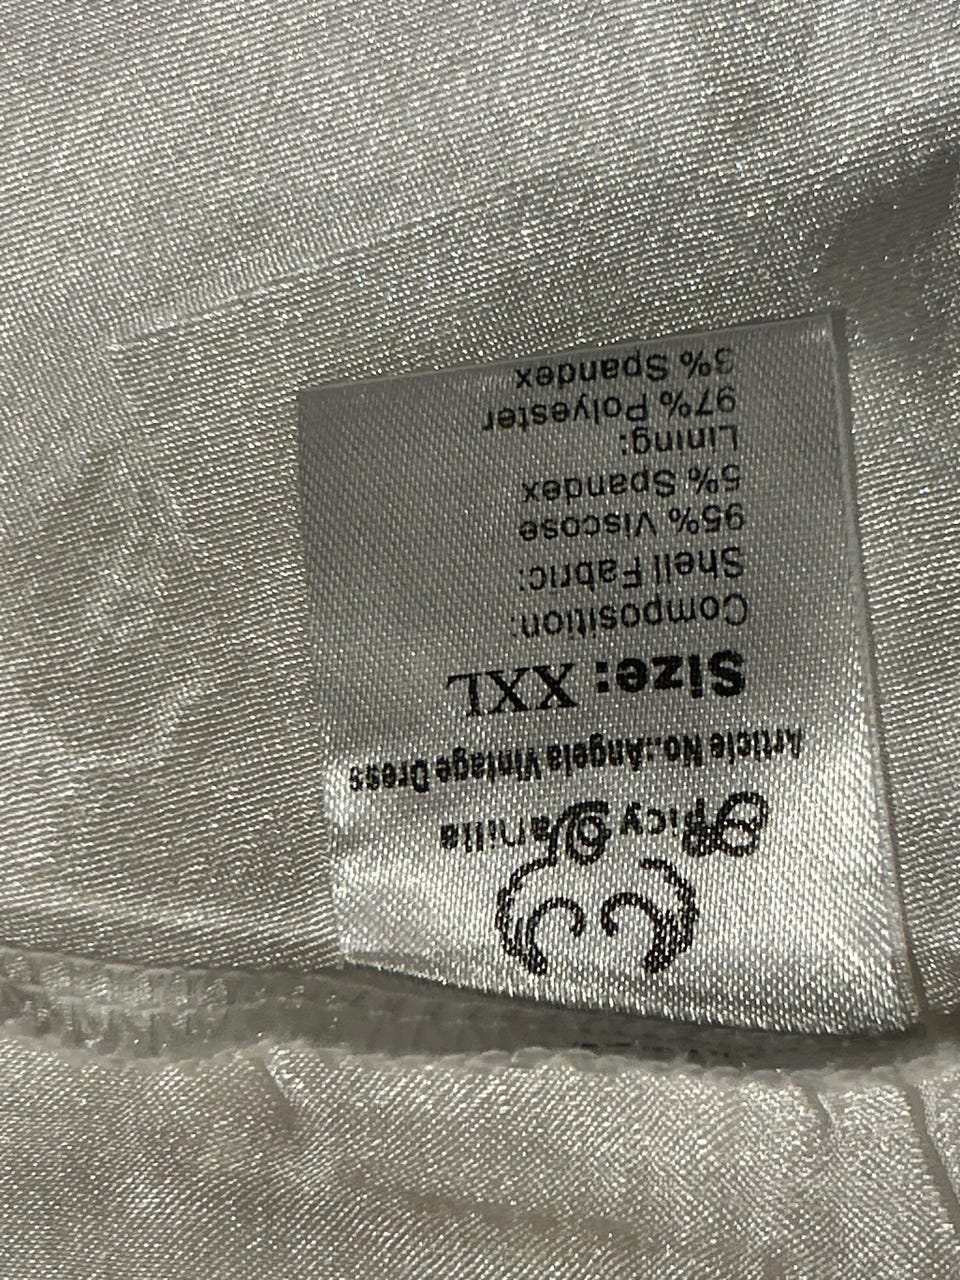 Spicy Vanilla
Article No.:Angela Vintage Dress
Size: XXL
Composition:
Shell Fabric:
95% Viscose
5% Spandex
Lining:
97% Polyester
3% Spandex